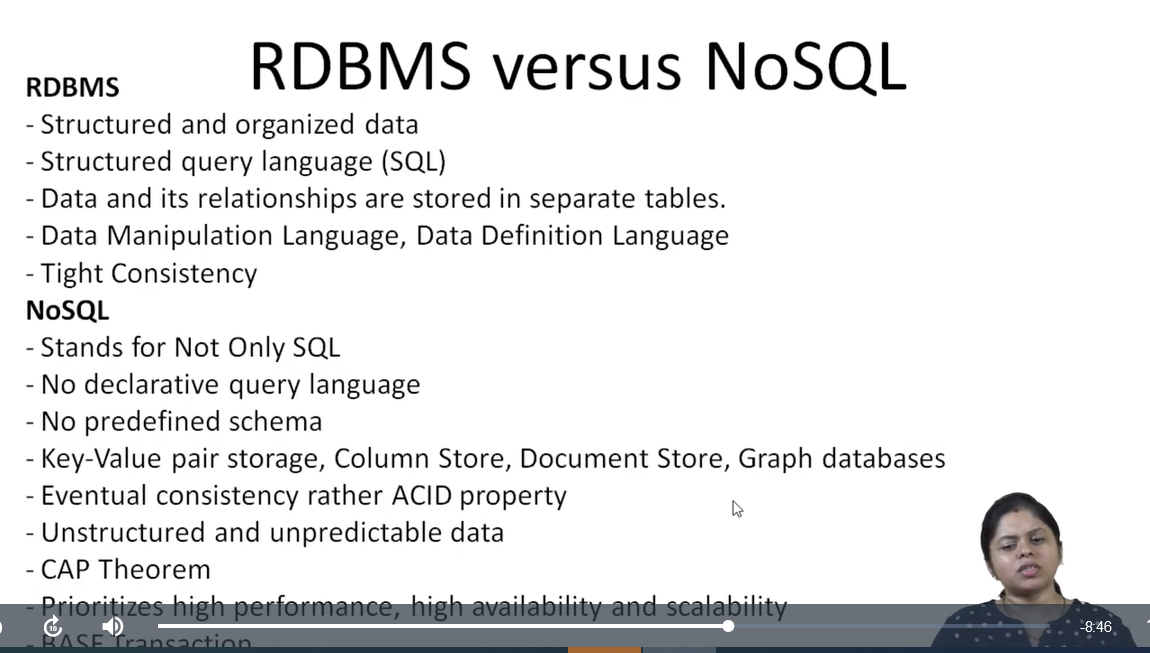 RDBMS versus NoSQL
RDBMS
- Structured and organized data
- Structured query language (SQL)
- Data and its relationships are stored in separate tables.
- Data Manipulation Language, Data Definition Language
- Tight Consistency
NoSQL
- Stands for Not Only SQL
- No declarative query language
- No predefined schema
- Key-Value pair storage, Column Store, Document Store, Graph databases
- Eventual consistency rather ACID property
- Unstructured and unpredictable data
- CAP Theorem
- Prioritizes high performance, high availability and scalability
- BASE Transaction
10
-8:46